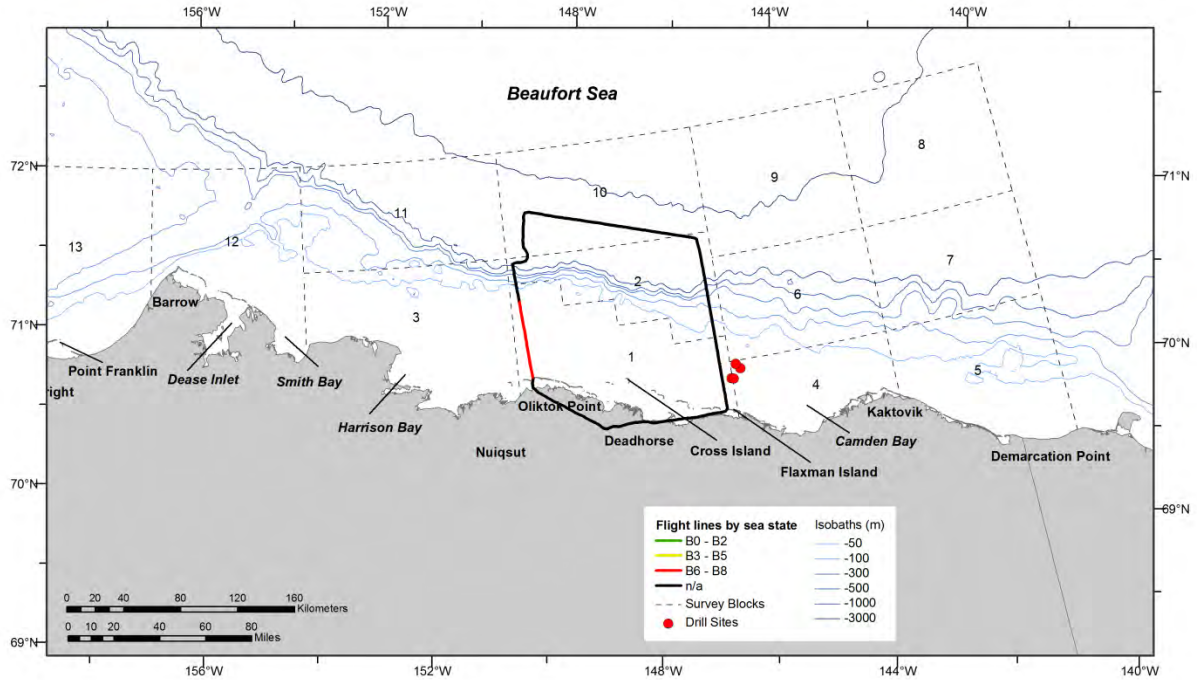 156°W
152°W
148°W
144°W
140°W
Beaufort Sea
72°N
71°N
8
9
10
11
12
13
7
2
6
Barrow
3
71°N
70°N
1
Point Franklin
Dease Inlet
Smith Bay
4
5
right
Harrison Bay
Oliktok Point
Kaktovik
Deadhorse
Camden Bay
Nuiqsut
Cross Island
Demarcation Point
Flaxman Island
70°N
69°N
Flight lines by sea state
B0 - B2
B3 - B5
B6 - B8
n/a
Survey Blocks
Drill Sites
Isobaths (m)
-50
-100
-300
-500
-1000
-3000
0 20 40 80 120 160
Kilometers
0 10 20 40 60 80
Miles
69°N
156°W
152°W
148°W
144°W
140°W